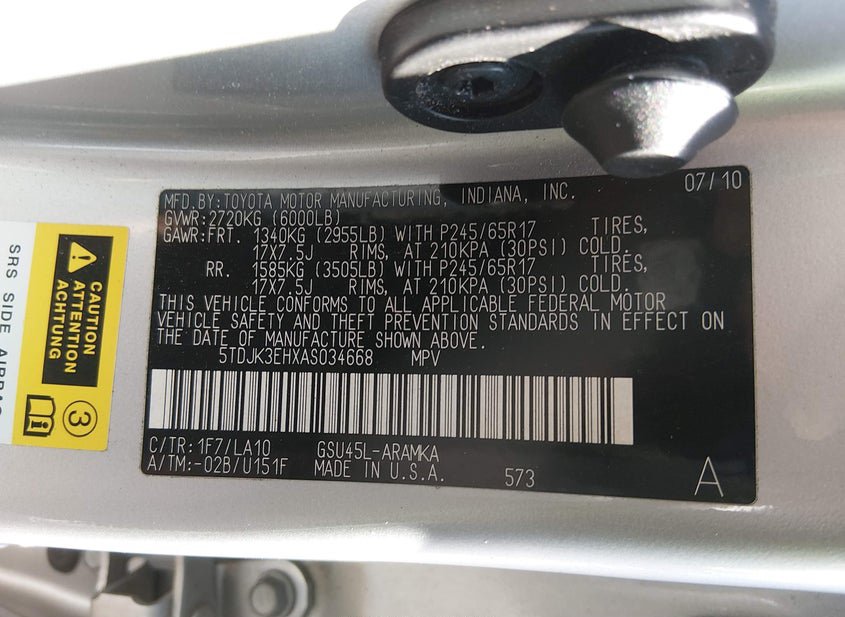 MFD.BY:TOYOTA MOTOR MANUFACTURING, INDIANA, INC. 07/10
GVWR:2720KG (6000LB)
GAWR:FRT. 1340KG (2955LB) WITH P245/65R17 TIRES,
17X7.5J RIMS, AT 210KPA (30PSI) COLD.
RR. 1585KG (3505LB) WITH P245/65R17 TIRES,
17X7.5J RIMS, AT 210KPA (30PSI) COLD.
THIS VEHICLE CONFORMS TO ALL APPLICABLE FEDERAL MOTOR
VEHICLE SAFETY AND THEFT PREVENTION STANDARDS IN EFFECT ON
THE DATE OF MANUFACTURE SHOWN ABOVE.
5TDJK3EHXAS034668 MPV
C/TR:1F7/LA10 GSU45L-ARAMKA
A/TM:-02B/U151F MADE IN U.S.A. 573 A
CAUTION
ATTENTION
ACHTUNG
3
SRS SIDE AIRBAG